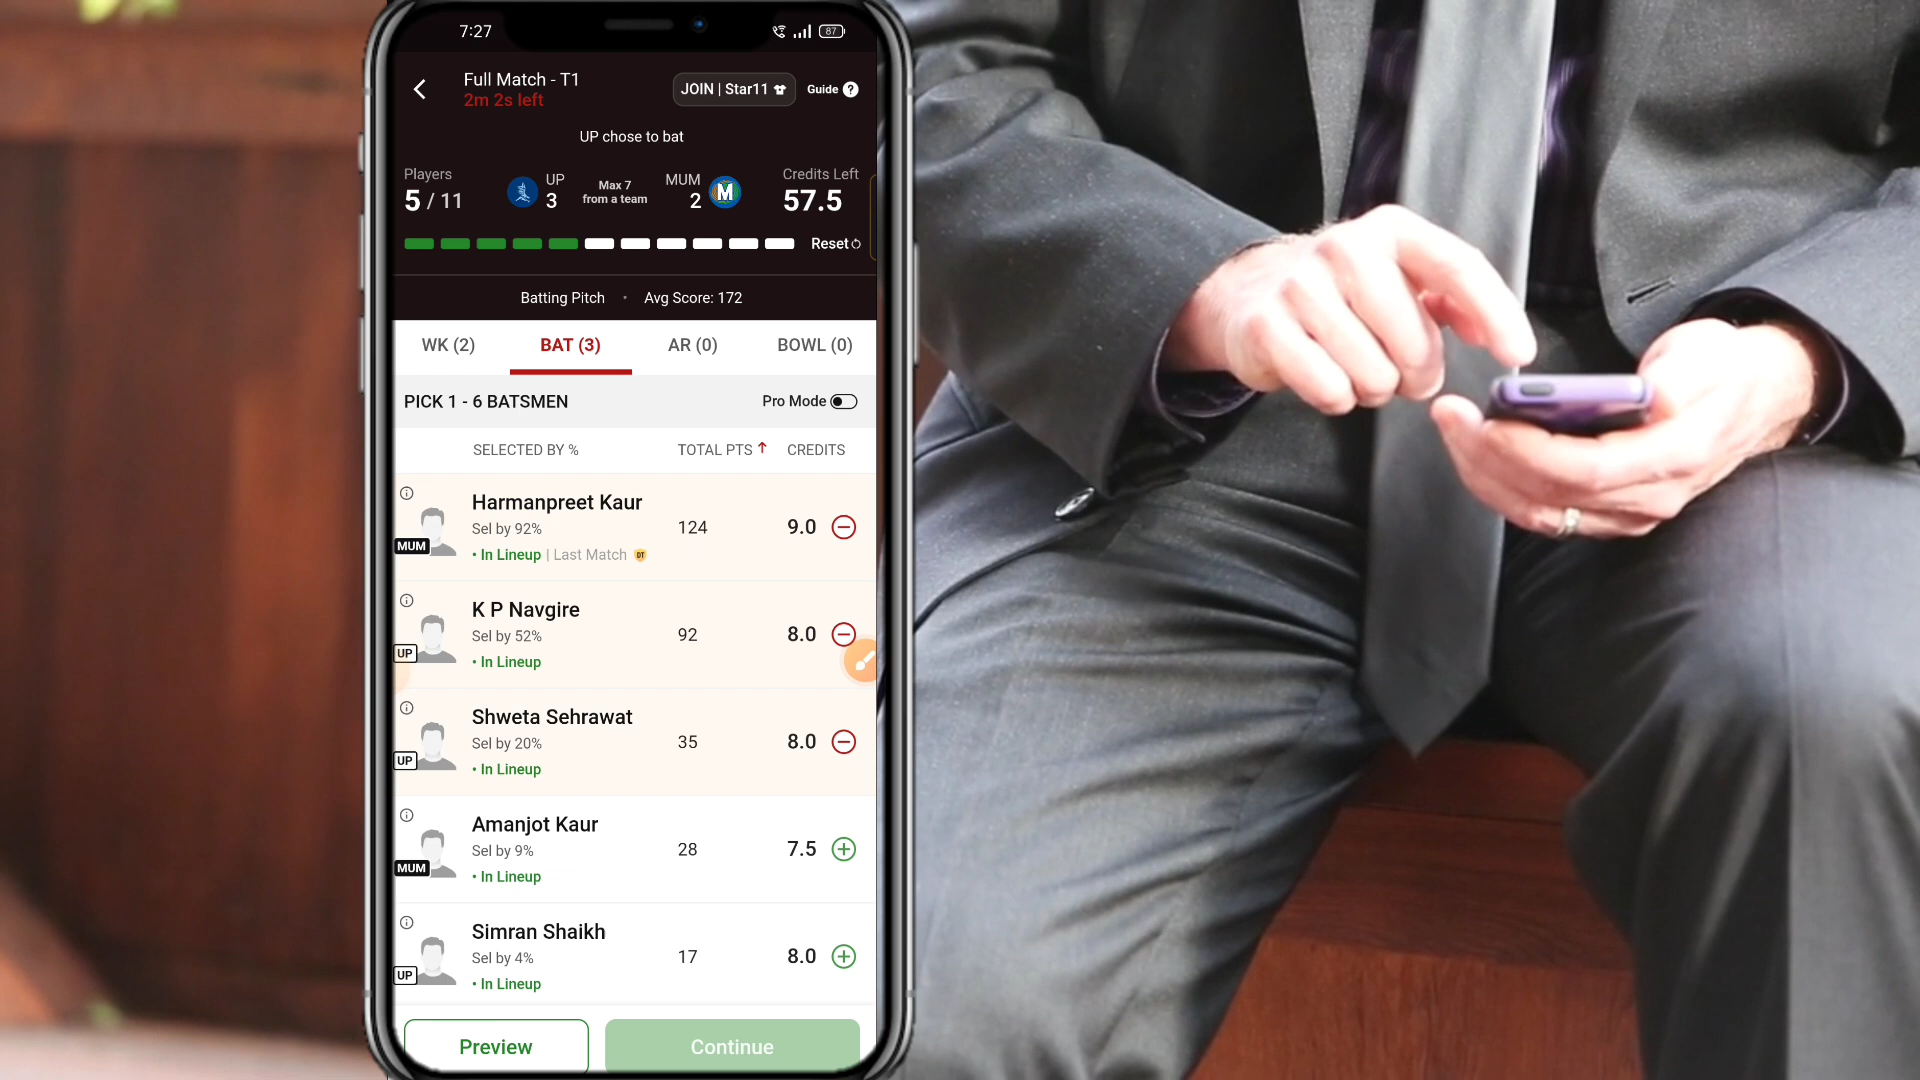 7:27
87
Full Match - T1
2m 2s left
JOIN | Star11
Guide ?
UP chose to bat
Players
5 / 11
UP
3
Max 7
from a team
MUM
2
M
Credits Left
57.5
Reset
Batting Pitch • Avg Score: 172
WK (2)
BAT (3)
AR (0)
BOWL (0)
PICK 1 - 6 BATSMEN
Pro Mode
SELECTED BY %
TOTAL PTS
CREDITS
Harmanpreet Kaur
Sel by 92%
124
9.0
MUM
• In Lineup | Last Match DT
K P Navgire
Sel by 52%
92
8.0
UP
• In Lineup
Shweta Sehrawat
Sel by 20%
35
8.0
UP
• In Lineup
Amanjot Kaur
Sel by 9%
28
7.5
MUM
• In Lineup
Simran Shaikh
Sel by 4%
17
8.0
UP
• In Lineup
Preview
Continue